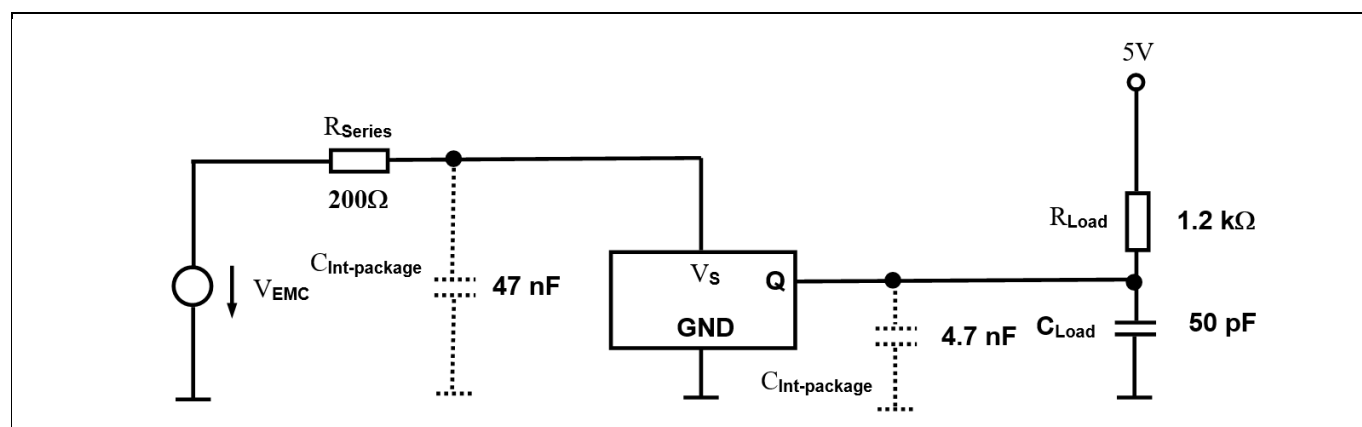 5V
RSeries
200Ω
RLoad
1.2 kΩ
CInt-package
47 nF
VEMC
VS
Q
GND
4.7 nF
CLoad
50 pF
CInt-package